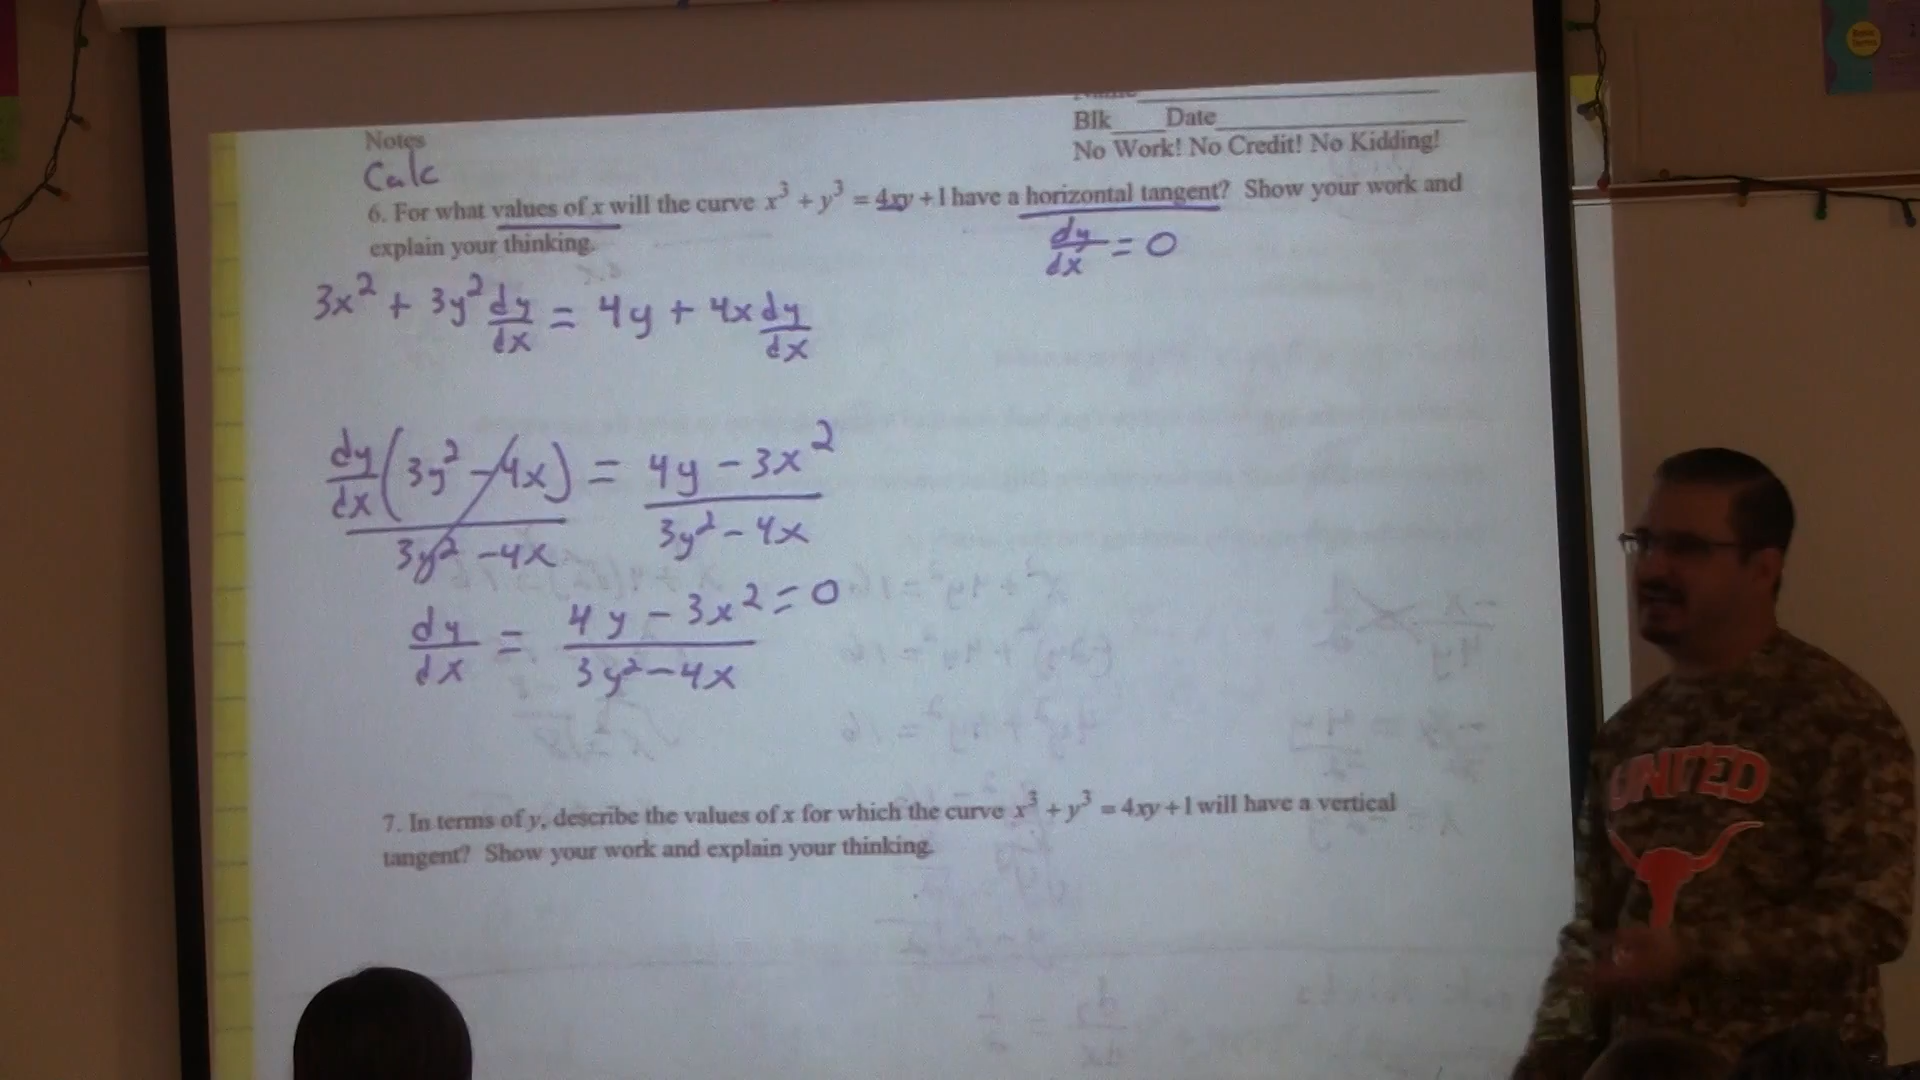 Blk____Date____
Notes
No Work! No Credit! No Kidding!
Calc
6. For what values of x will the curve x³ + y³ = 4xy + 1 have a horizontal tangent? Show your work and
explain your thinking.
dy/dx = 0
3x² + 3y² dy/dx = 4y + 4x dy/dx
dy/dx (3y² - 4x) / 3y² - 4x = 4y - 3x² / 3y² - 4x
dy/dx = 4y - 3x² = 0 / 3y² - 4x
7. In terms of y, describe the values of x for which the curve x³ + y³ = 4xy + 1 will have a vertical
tangent? Show your work and explain your thinking.
UNITED